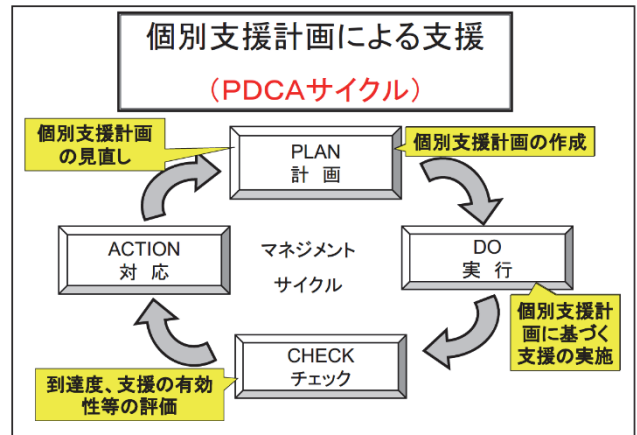 個別支援計画による支援
（PDCAサイクル）
個別支援計画
の見直し
PLAN
計 画
個別支援計画の作成
ACTION
対 応
マネジメント
サイクル
DO
実 行
個別支援計
画に基づく
支援の実施
CHECK
チェック
到達度、支援の有効
性等の評価